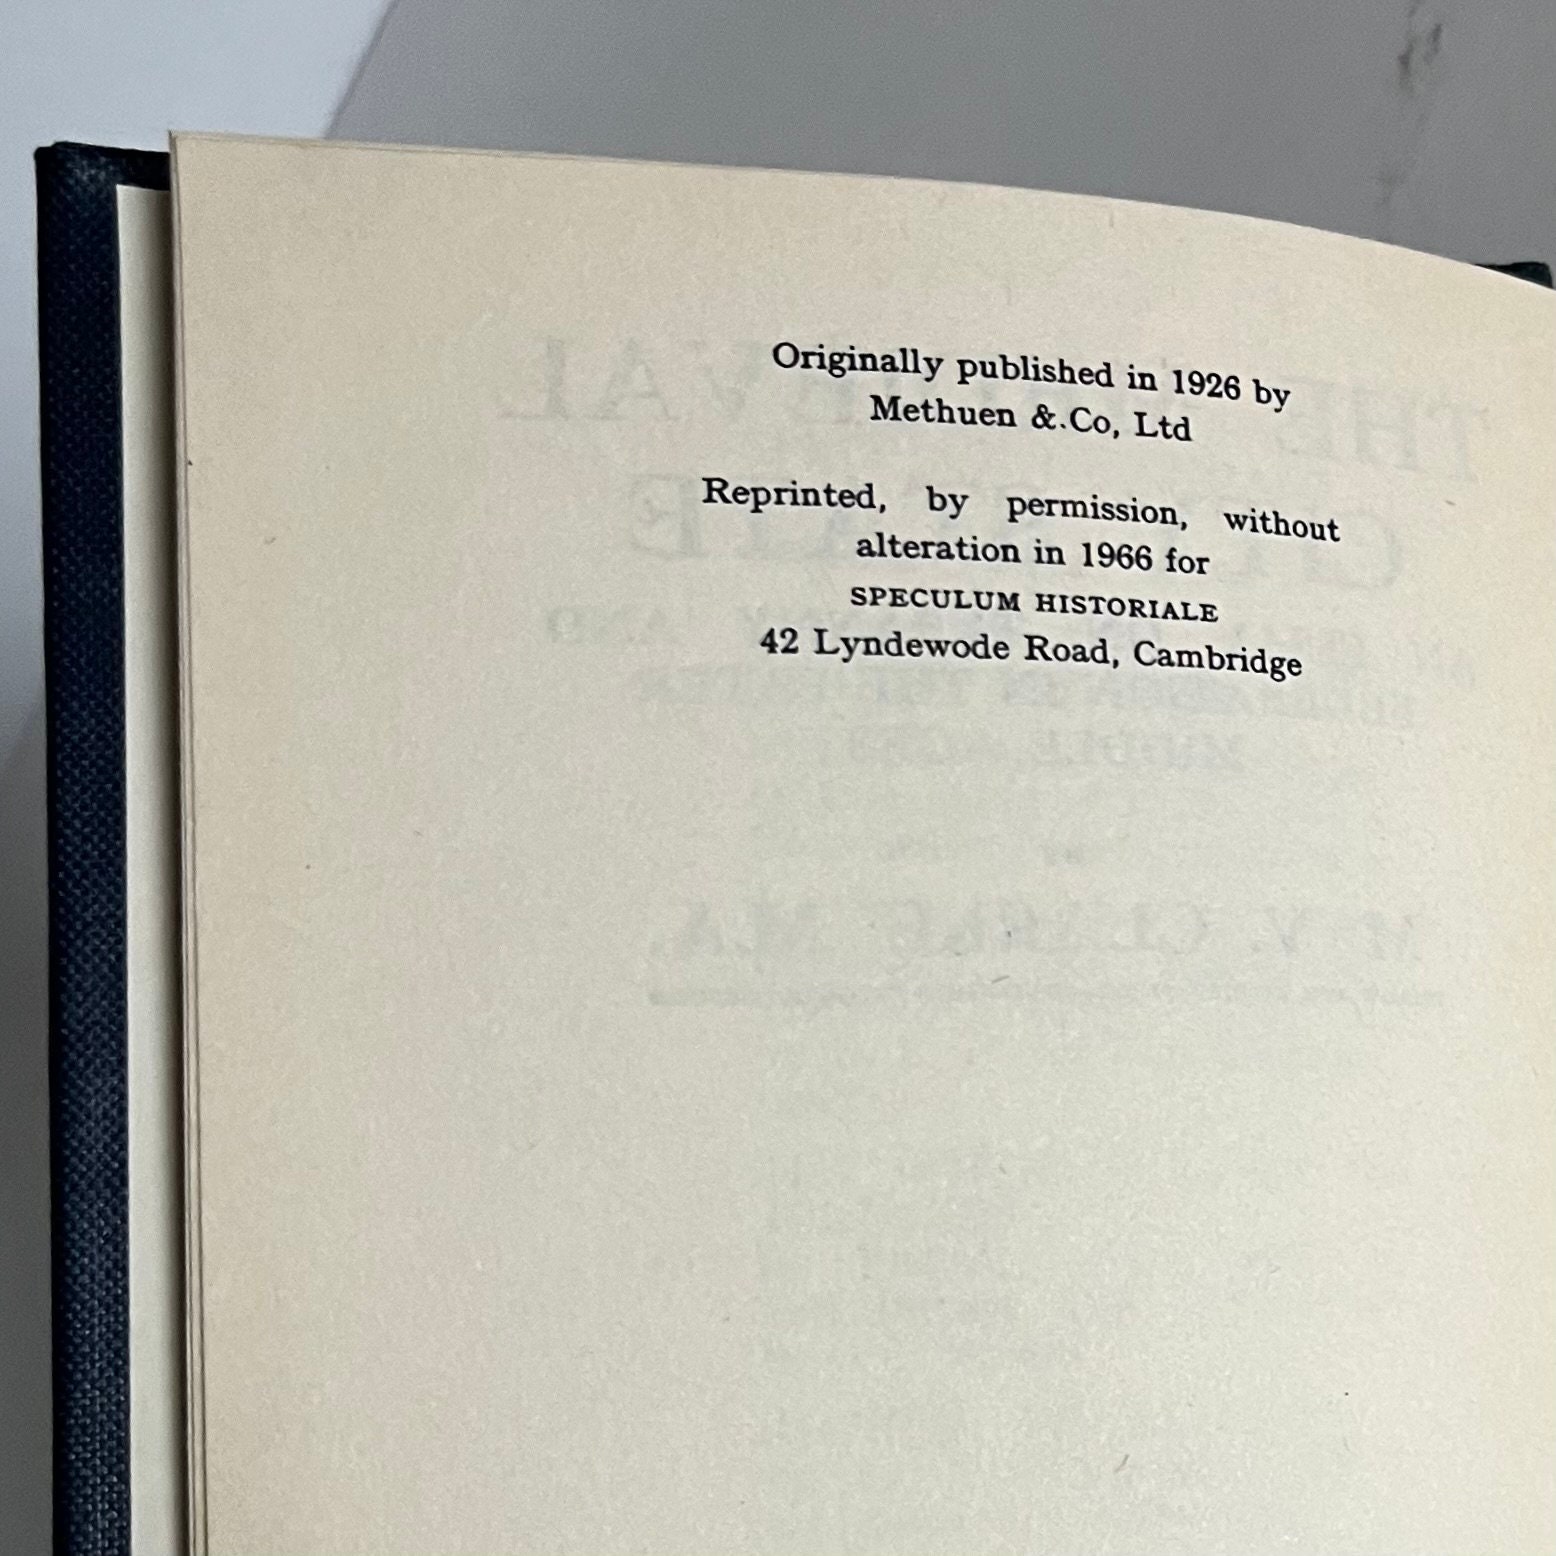 Originally published in 1926 by
Methuen &.Co, Ltd
Reprinted, by permission, without
alteration in 1966 for
SPECULUM HISTORIALE
42 Lyndewode Road, Cambridge